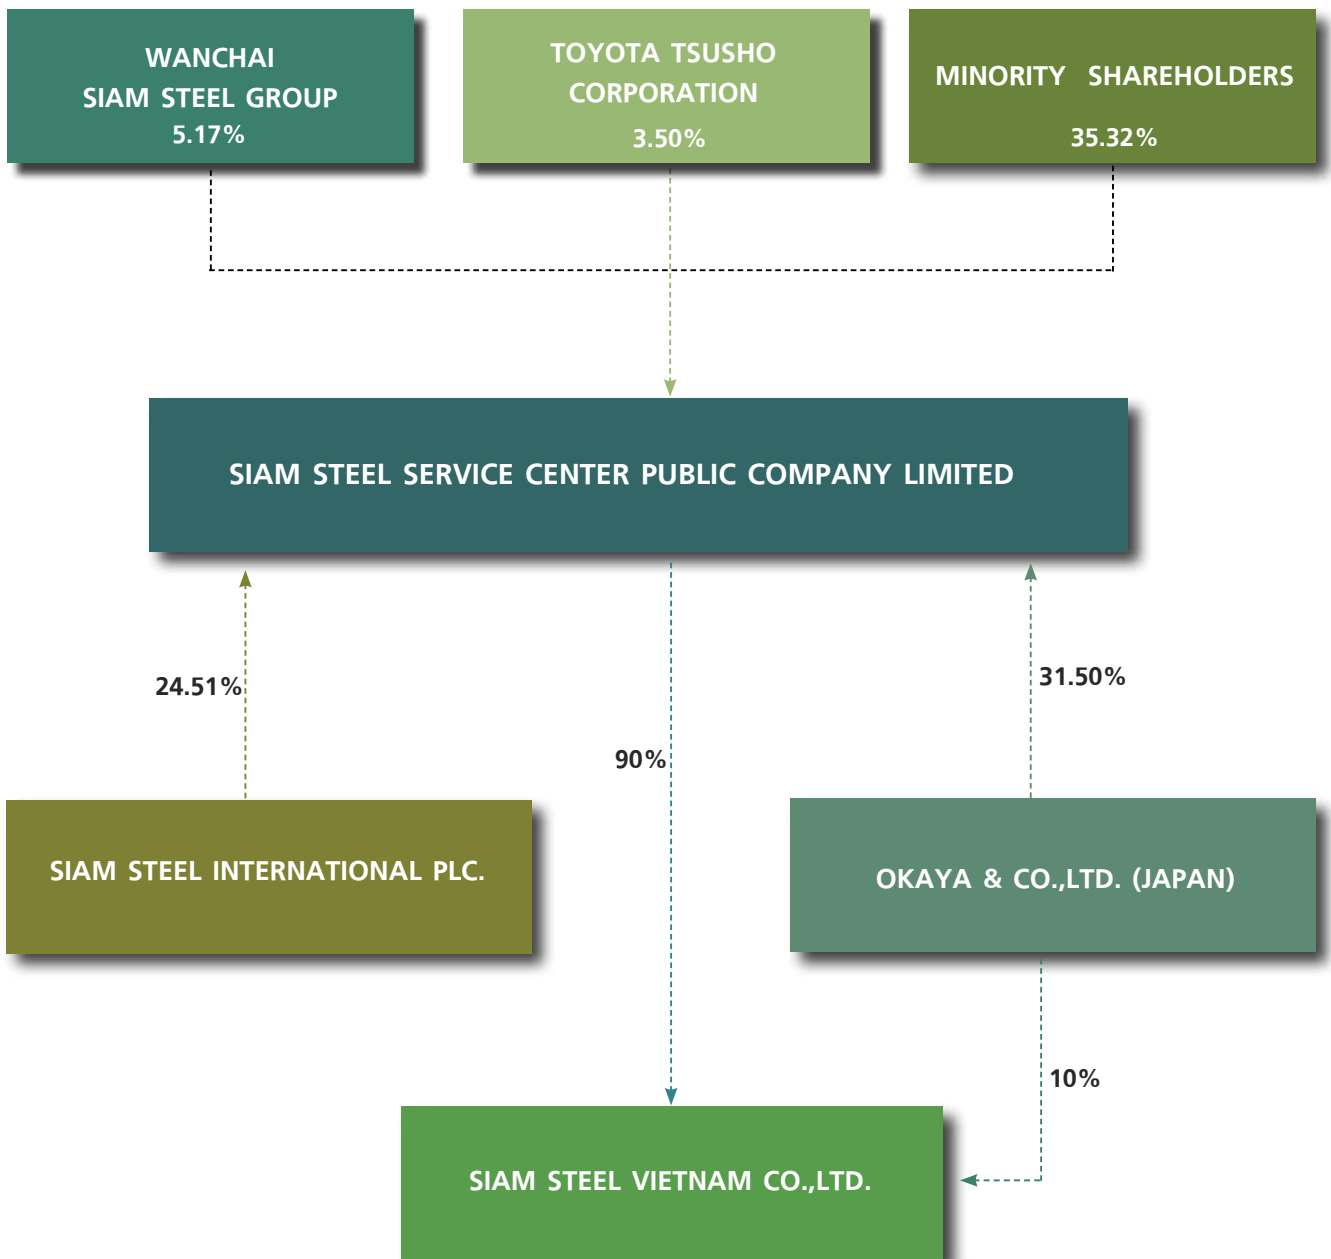 WANCHAI
SIAM STEEL GROUP
5.17%
TOYOTA TSUSHO
CORPORATION
3.50%
MINORITY SHAREHOLDERS
35.32%
SIAM STEEL SERVICE CENTER PUBLIC COMPANY LIMITED
24.51%
31.50%
90%
SIAM STEEL INTERNATIONAL PLC.
OKAYA & CO.,LTD. (JAPAN)
10%
SIAM STEEL VIETNAM CO.,LTD.